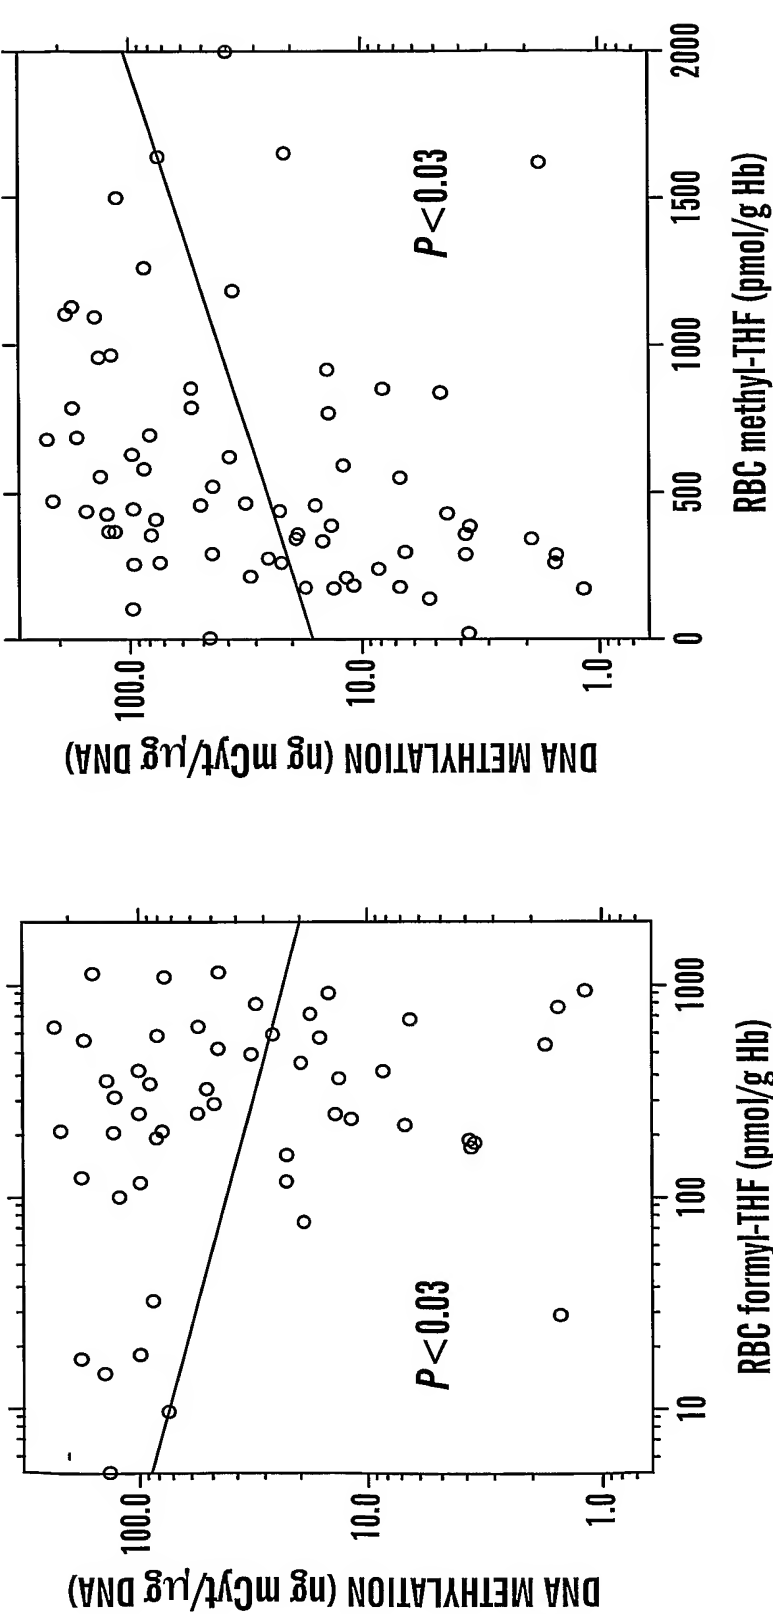 DNA METHYLATION (ng mCyt/µg DNA)
100.0
10.0
1.0
P<0.03
10
100
1000
RBC formyl-THF (pmol/g Hb)
DNA METHYLATION (ng mCyt/µg DNA)
100.0
10.0
1.0
P<0.03
0
500
1000
1500
2000
RBC methyl-THF (pmol/g Hb)